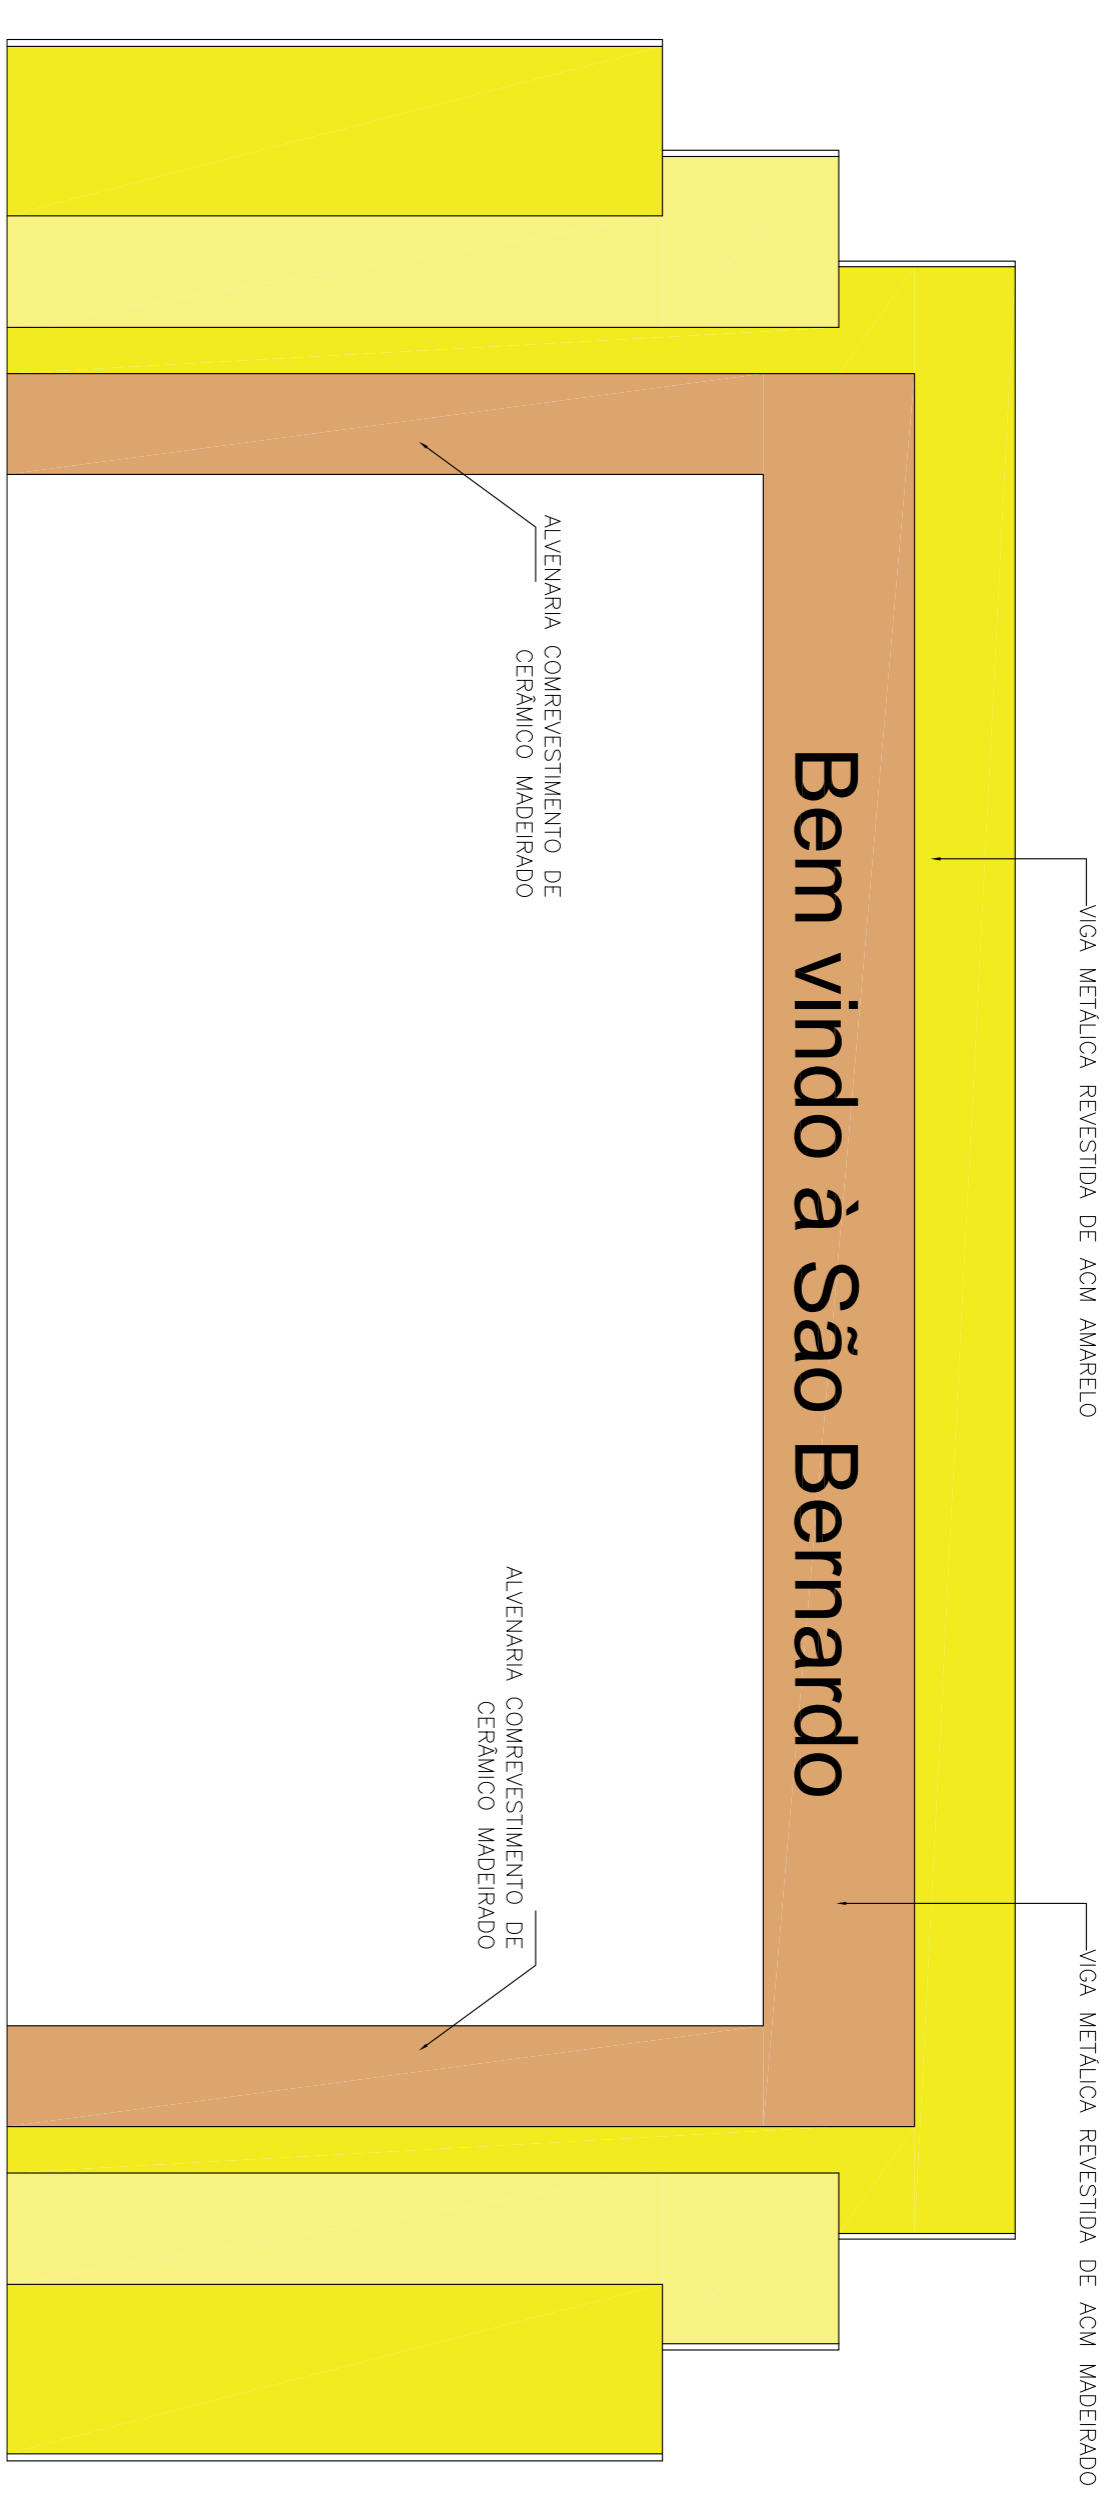 VIGA METÁLICA REVESTIDA DE ACM AMARELO
VIGA METÁLICA REVESTIDA DE ACM MADEIRADO
Bem vindo à São Bernardo
ALVENARIA COMREVESTIMENTO DE
CERÂMICO MADEIRADO
ALVENARIA COMREVESTIMENTO DE
CERÂMICO MADEIRADO